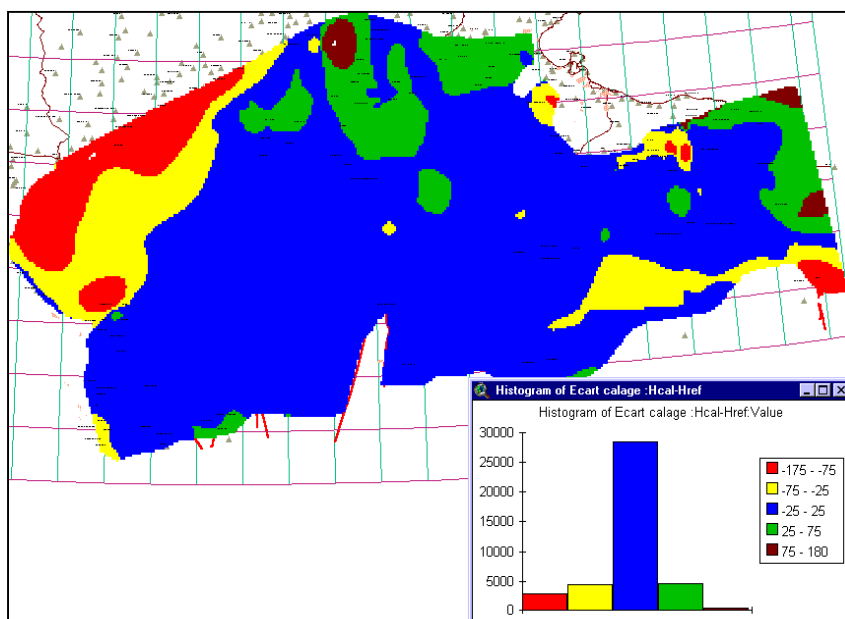 Histogram of Ecart calage :Hcal-Href
Histogram of Ecart calage :Hcal-Href:Value
30000
25000
20000
15000
10000
5000
0
-175 - -75
-75 - -25
-25 - 25
25 - 75
75 - 180